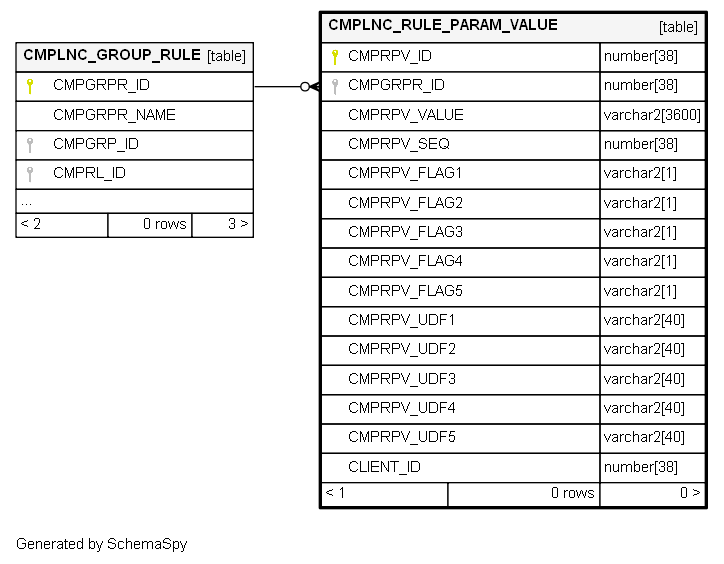 CMPLNC_GROUP_RULE [table]
CMPGRPR_ID
CMPGRPR_NAME
CMPGRP_ID
CMPRL_ID
...
< 2 0 rows 3 >
CMPLNC_RULE_PARAM_VALUE [table]
CMPRPV_ID number[38]
CMPGRPR_ID number[38]
CMPRPV_VALUE varchar2[3600]
CMPRPV_SEQ number[38]
CMPRPV_FLAG1 varchar2[1]
CMPRPV_FLAG2 varchar2[1]
CMPRPV_FLAG3 varchar2[1]
CMPRPV_FLAG4 varchar2[1]
CMPRPV_FLAG5 varchar2[1]
CMPRPV_UDF1 varchar2[40]
CMPRPV_UDF2 varchar2[40]
CMPRPV_UDF3 varchar2[40]
CMPRPV_UDF4 varchar2[40]
CMPRPV_UDF5 varchar2[40]
CLIENT_ID number[38]
< 1 0 rows 0 >
Generated by SchemaSpy